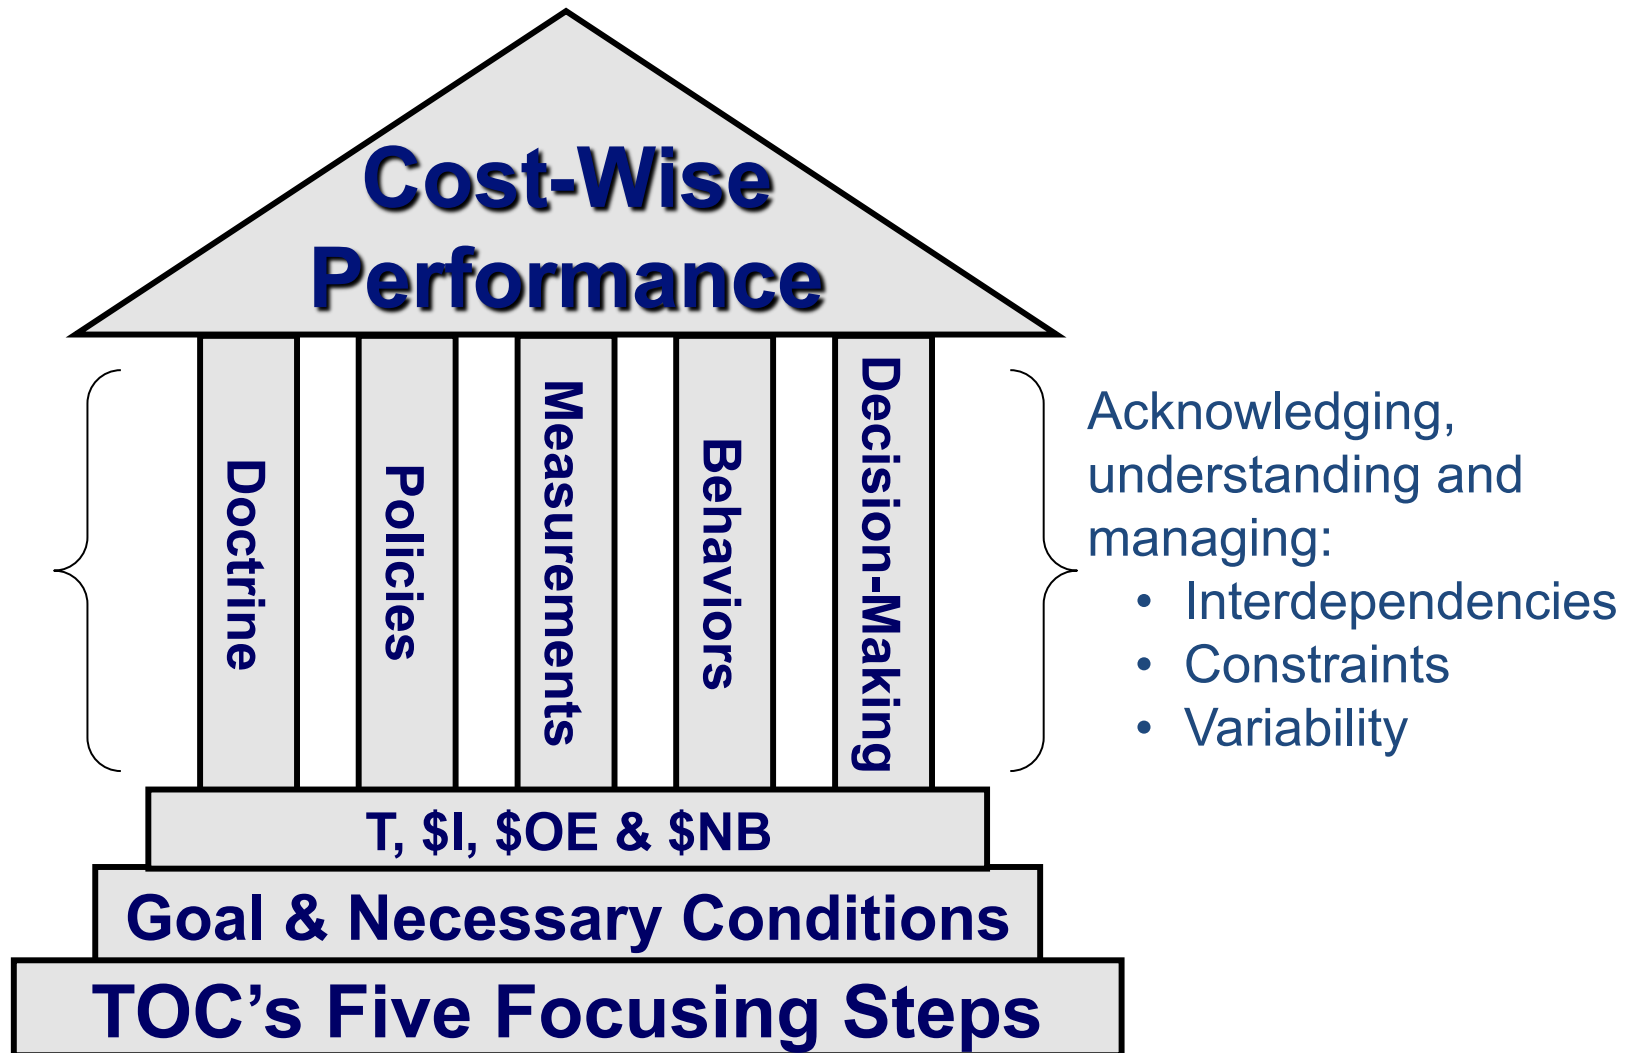 Cost-Wise
Performance
Doctrine
Policies
Measurements
Behaviors
Decision-Making
Acknowledging,
understanding and
managing:
• Interdependencies
• Constraints
• Variability
T, $I, $OE & $NB
Goal & Necessary Conditions
TOC’s Five Focusing Steps